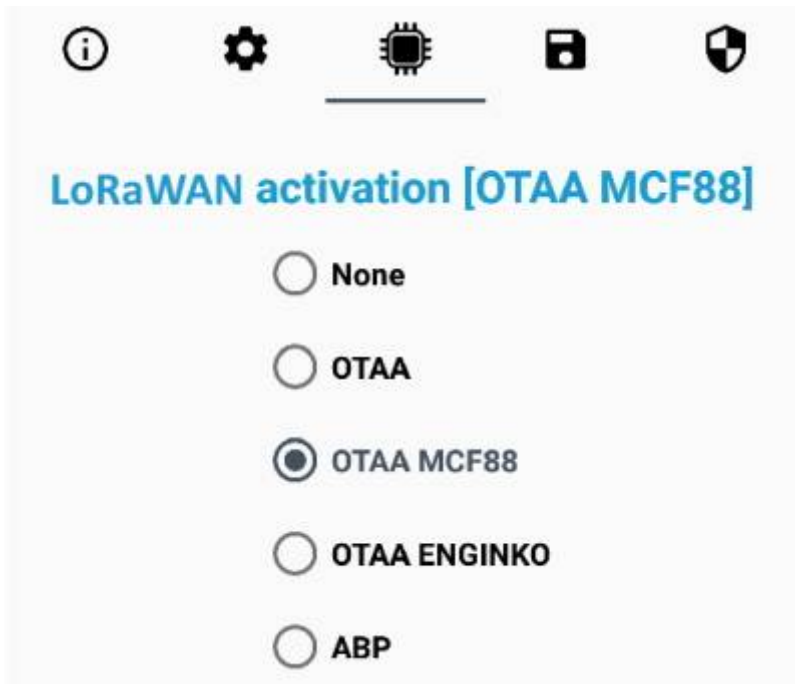 LoRaWAN activation [OTAA MCF88]
None
OTAA
OTAA MCF88
OTAA ENGINKO
ABP